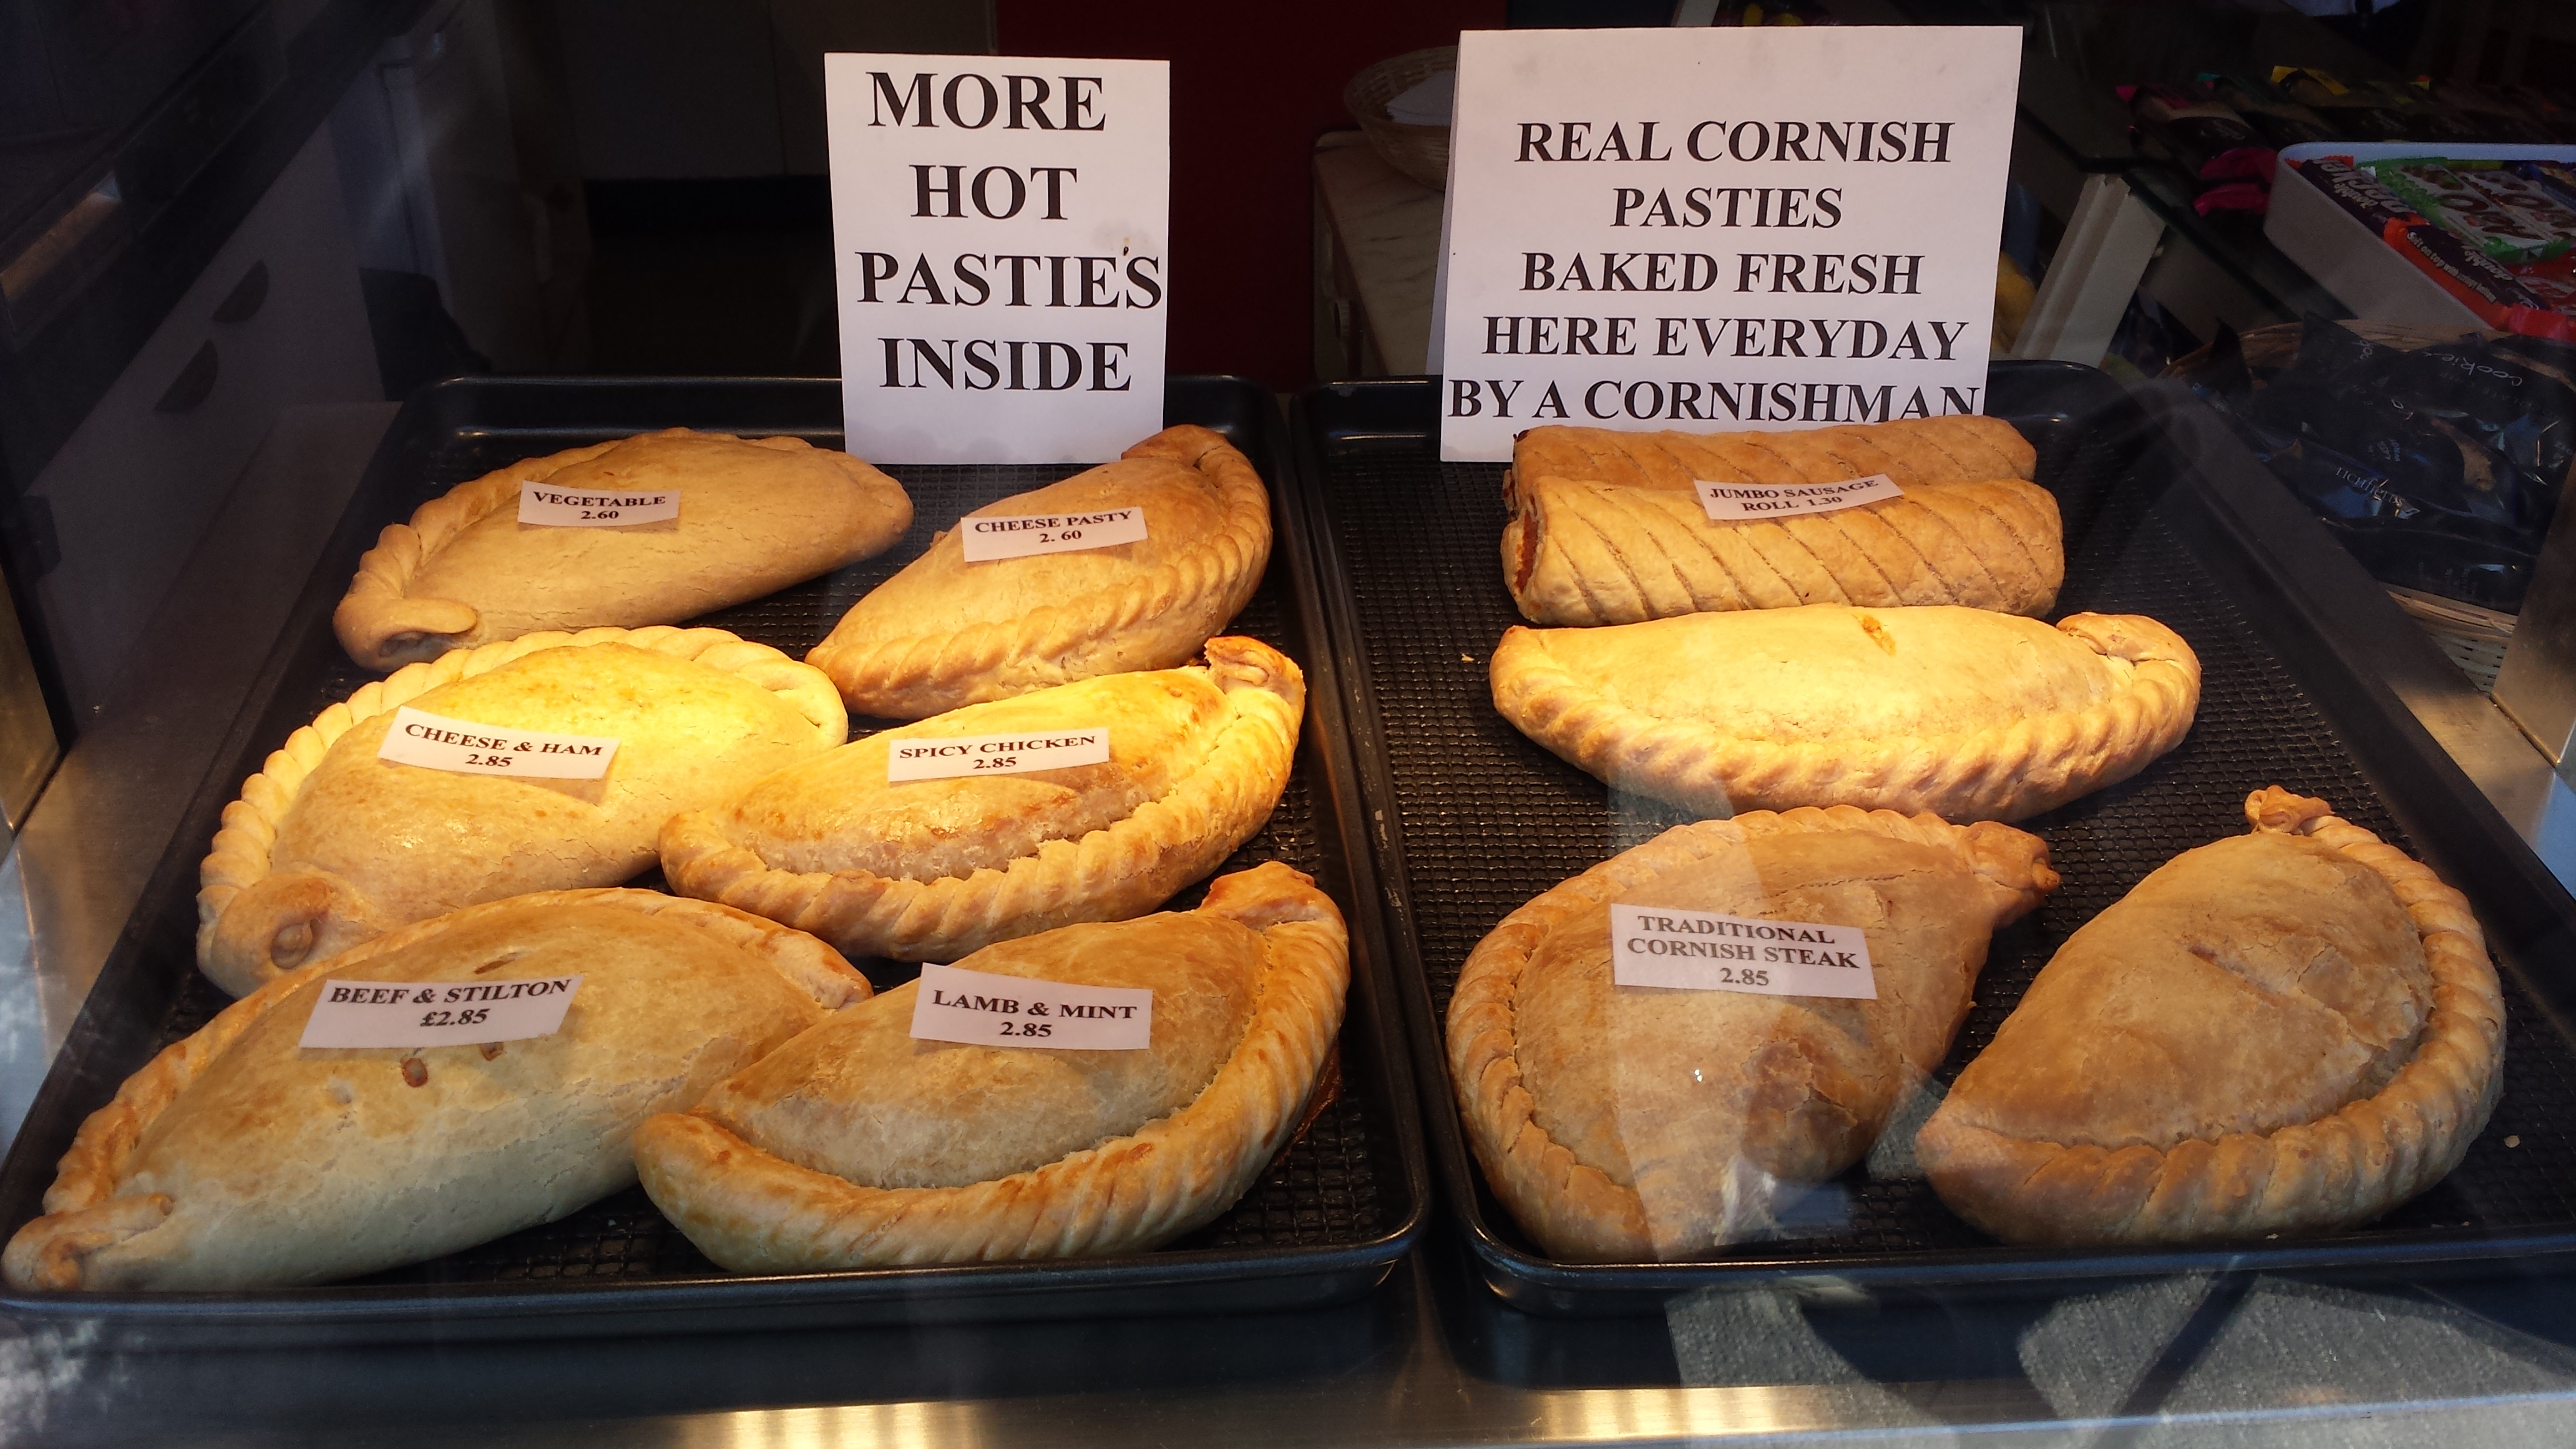 MORE
HOT
PASTIE'S
INSIDE
REAL CORNISH
PASTIES
BAKED FRESH
HERE EVERYDAY
BY A CORNISHMAN
VEGETABLE
2.60
CHEESE PASTY
2. 60
JUMBO SAUSAGE
ROLL 1.30
CHEESE & HAM
2.85
SPICY CHICKEN
2.85
BEEF & STILTON
£2.85
LAMB & MINT
2.85
TRADITIONAL
CORNISH STEAK
2.85
cookies